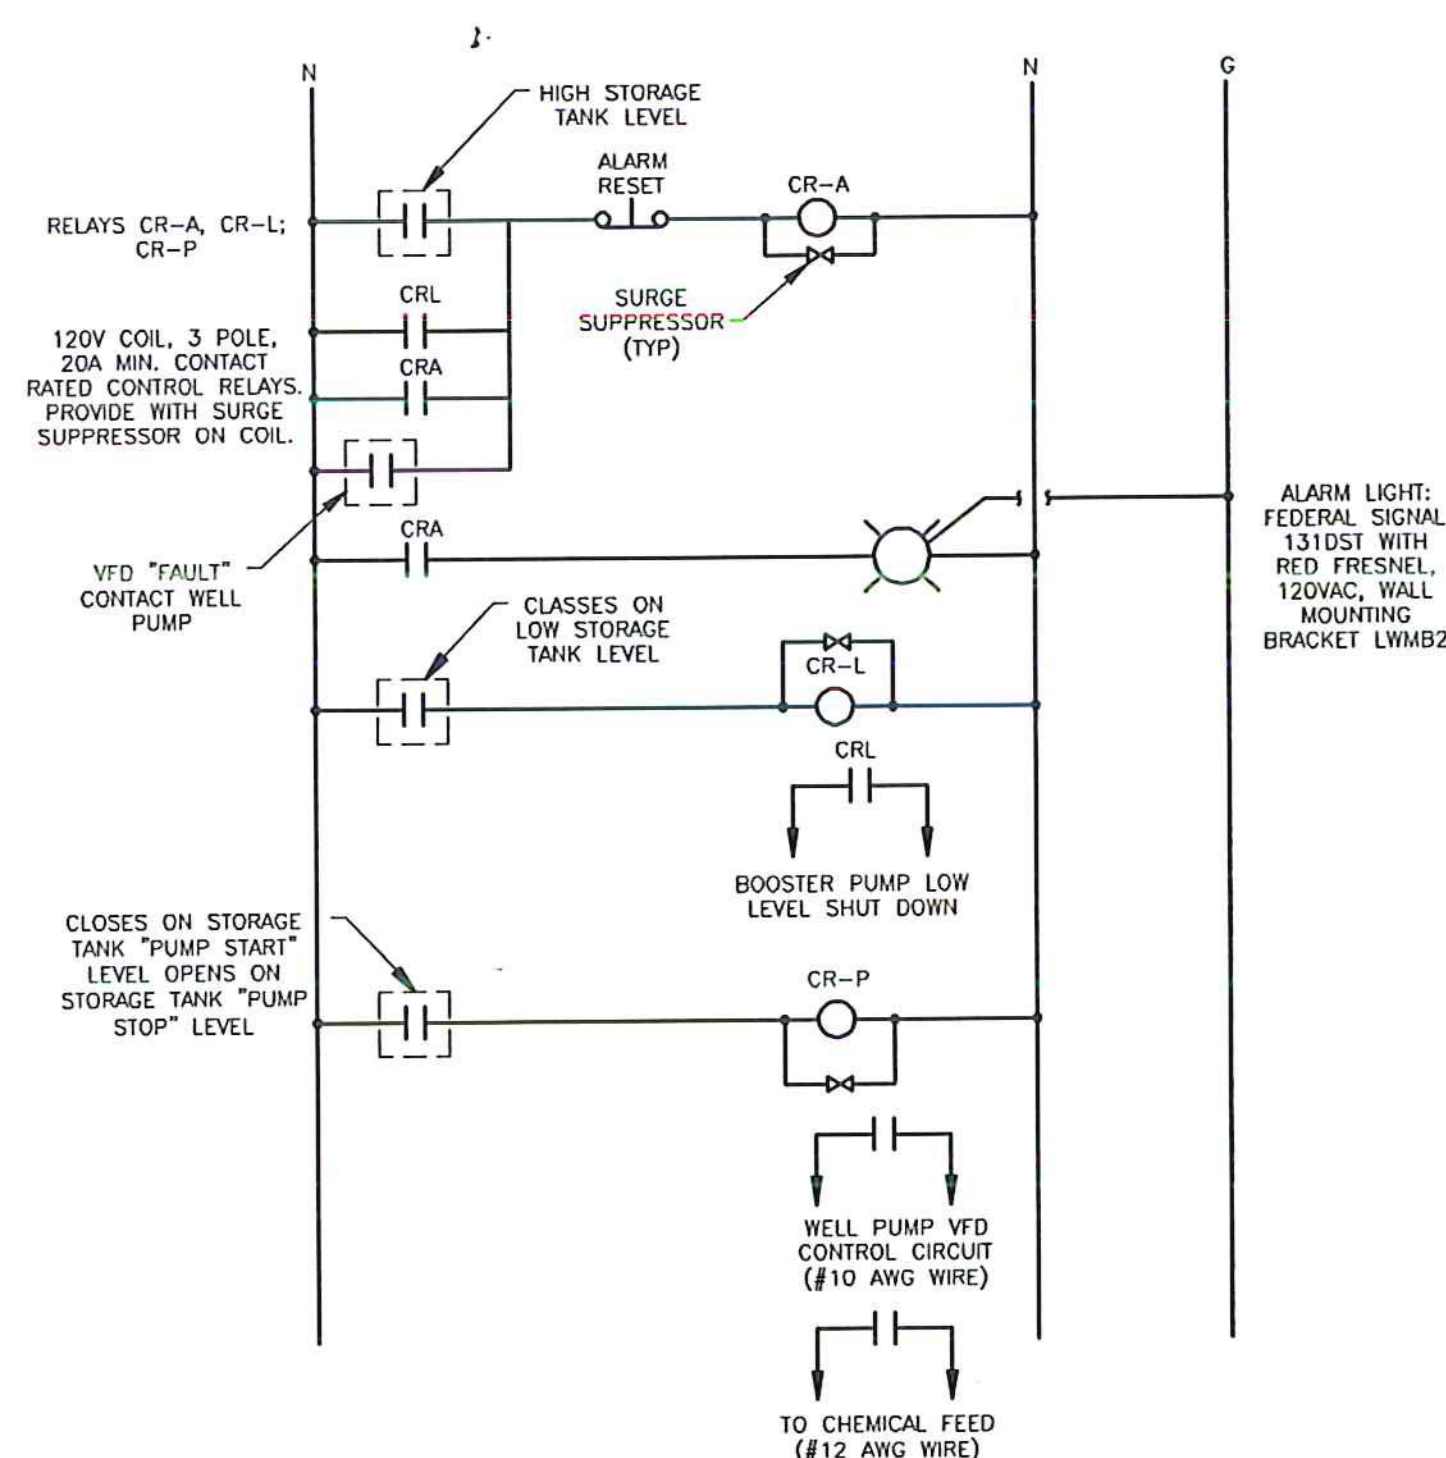 N
N
G
HIGH STORAGE
TANK LEVEL
ALARM
RESET
CR-A
RELAYS CR-A, CR-L;
CR-P
CRL
SURGE
SUPPRESSOR
(TYP)
120V COIL, 3 POLE,
20A MIN. CONTACT
RATED CONTROL RELAYS.
PROVIDE WITH SURGE
SUPPRESSOR ON COIL.
CRA
ALARM LIGHT:
FEDERAL SIGNAL
131DST WITH
RED FRESNEL,
120VAC, WALL
MOUNTING
BRACKET LWMB2
CRA
VFD "FAULT"
CONTACT WELL
PUMP
CLASSES ON
LOW STORAGE
TANK LEVEL
CR-L
CRL
BOOSTER PUMP LOW
LEVEL SHUT DOWN
CLOSES ON STORAGE
TANK "PUMP START"
LEVEL OPENS ON
STORAGE TANK "PUMP
STOP" LEVEL
CR-P
WELL PUMP VFD
CONTROL CIRCUIT
(#10 AWG WIRE)
TO CHEMICAL FEED
(#12 AWG WIRE)